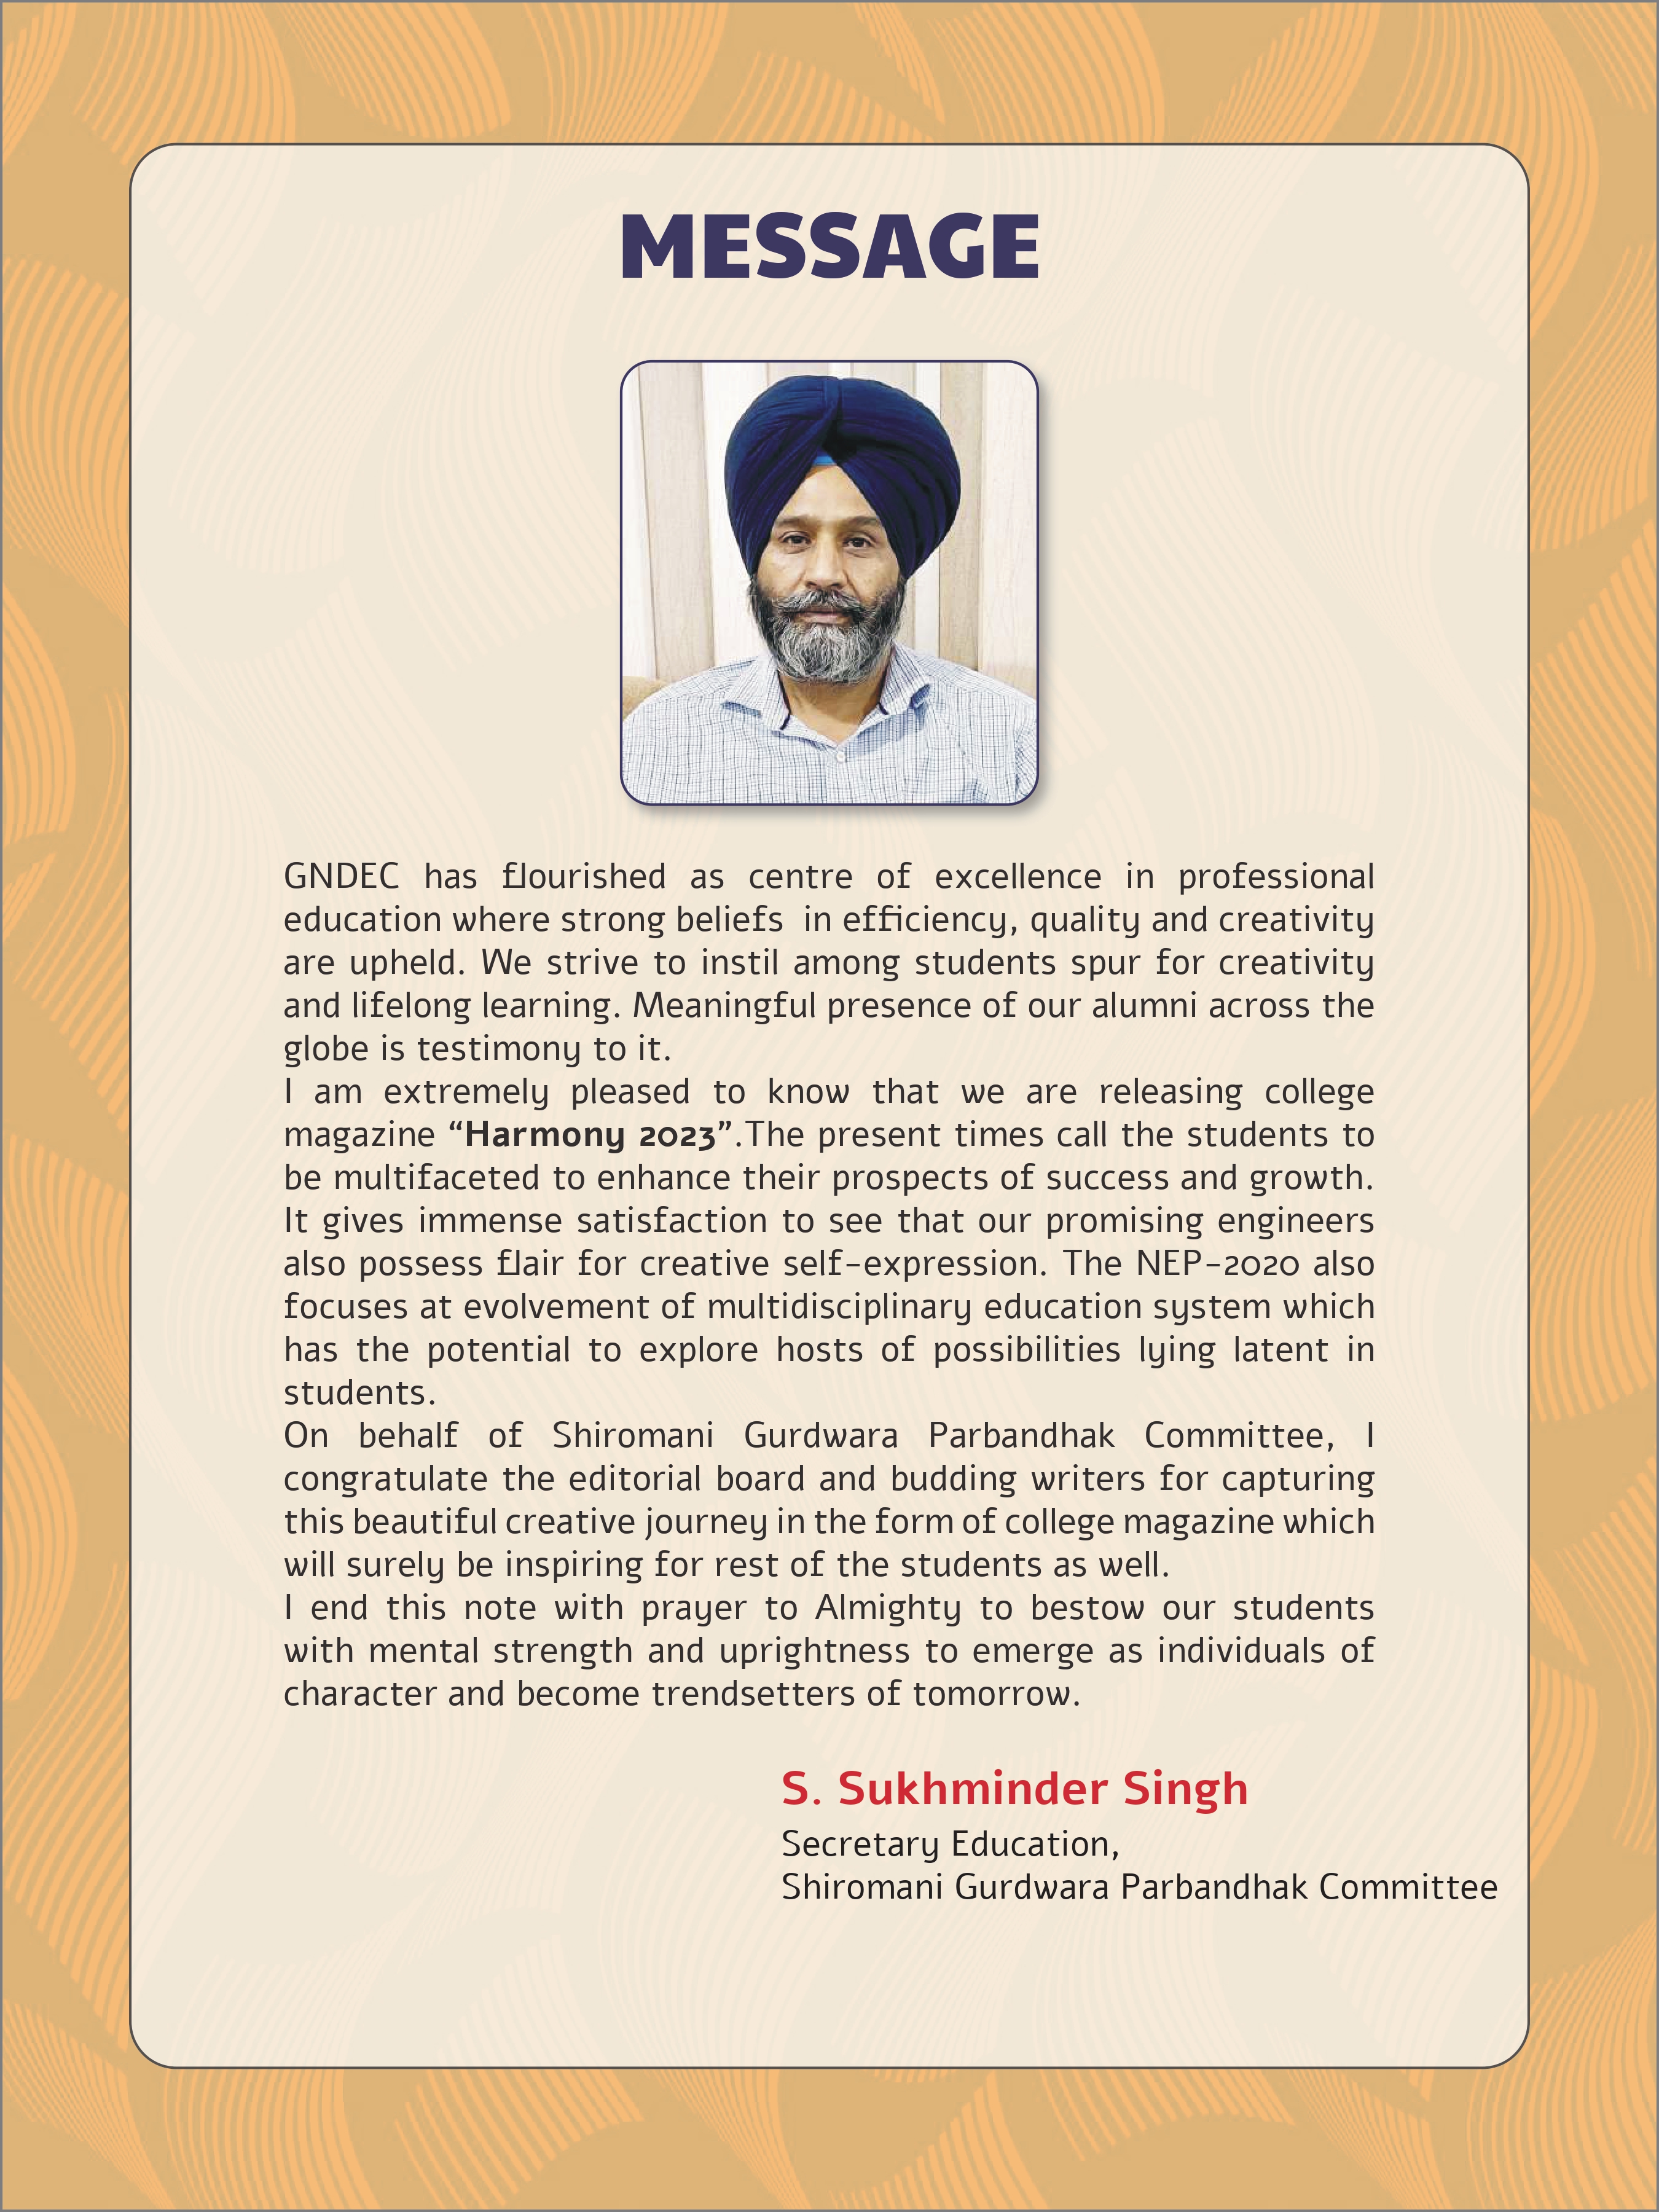 MESSAGE
GNDEC has flourished as centre of excellence in professional
education where strong beliefs in efficiency, quality and creativity
are upheld. We strive to instil among students spur for creativity
and lifelong learning. Meaningful presence of our alumni across the
globe is testimony to it.
I am extremely pleased to know that we are releasing college
magazine “Harmony 2023”.The present times call the students to
be multifaceted to enhance their prospects of success and growth.
It gives immense satisfaction to see that our promising engineers
also possess flair for creative self-expression. The NEP-2020 also
focuses at evolvement of multidisciplinary education system which
has the potential to explore hosts of possibilities lying latent in
students.
On behalf of Shiromani Gurdwara Parbandhak Committee, I
congratulate the editorial board and budding writers for capturing
this beautiful creative journey in the form of college magazine which
will surely be inspiring for rest of the students as well.
I end this note with prayer to Almighty to bestow our students
with mental strength and uprightness to emerge as individuals of
character and become trendsetters of tomorrow.
S. Sukhminder Singh
Secretary Education,
Shiromani Gurdwara Parbandhak Committee